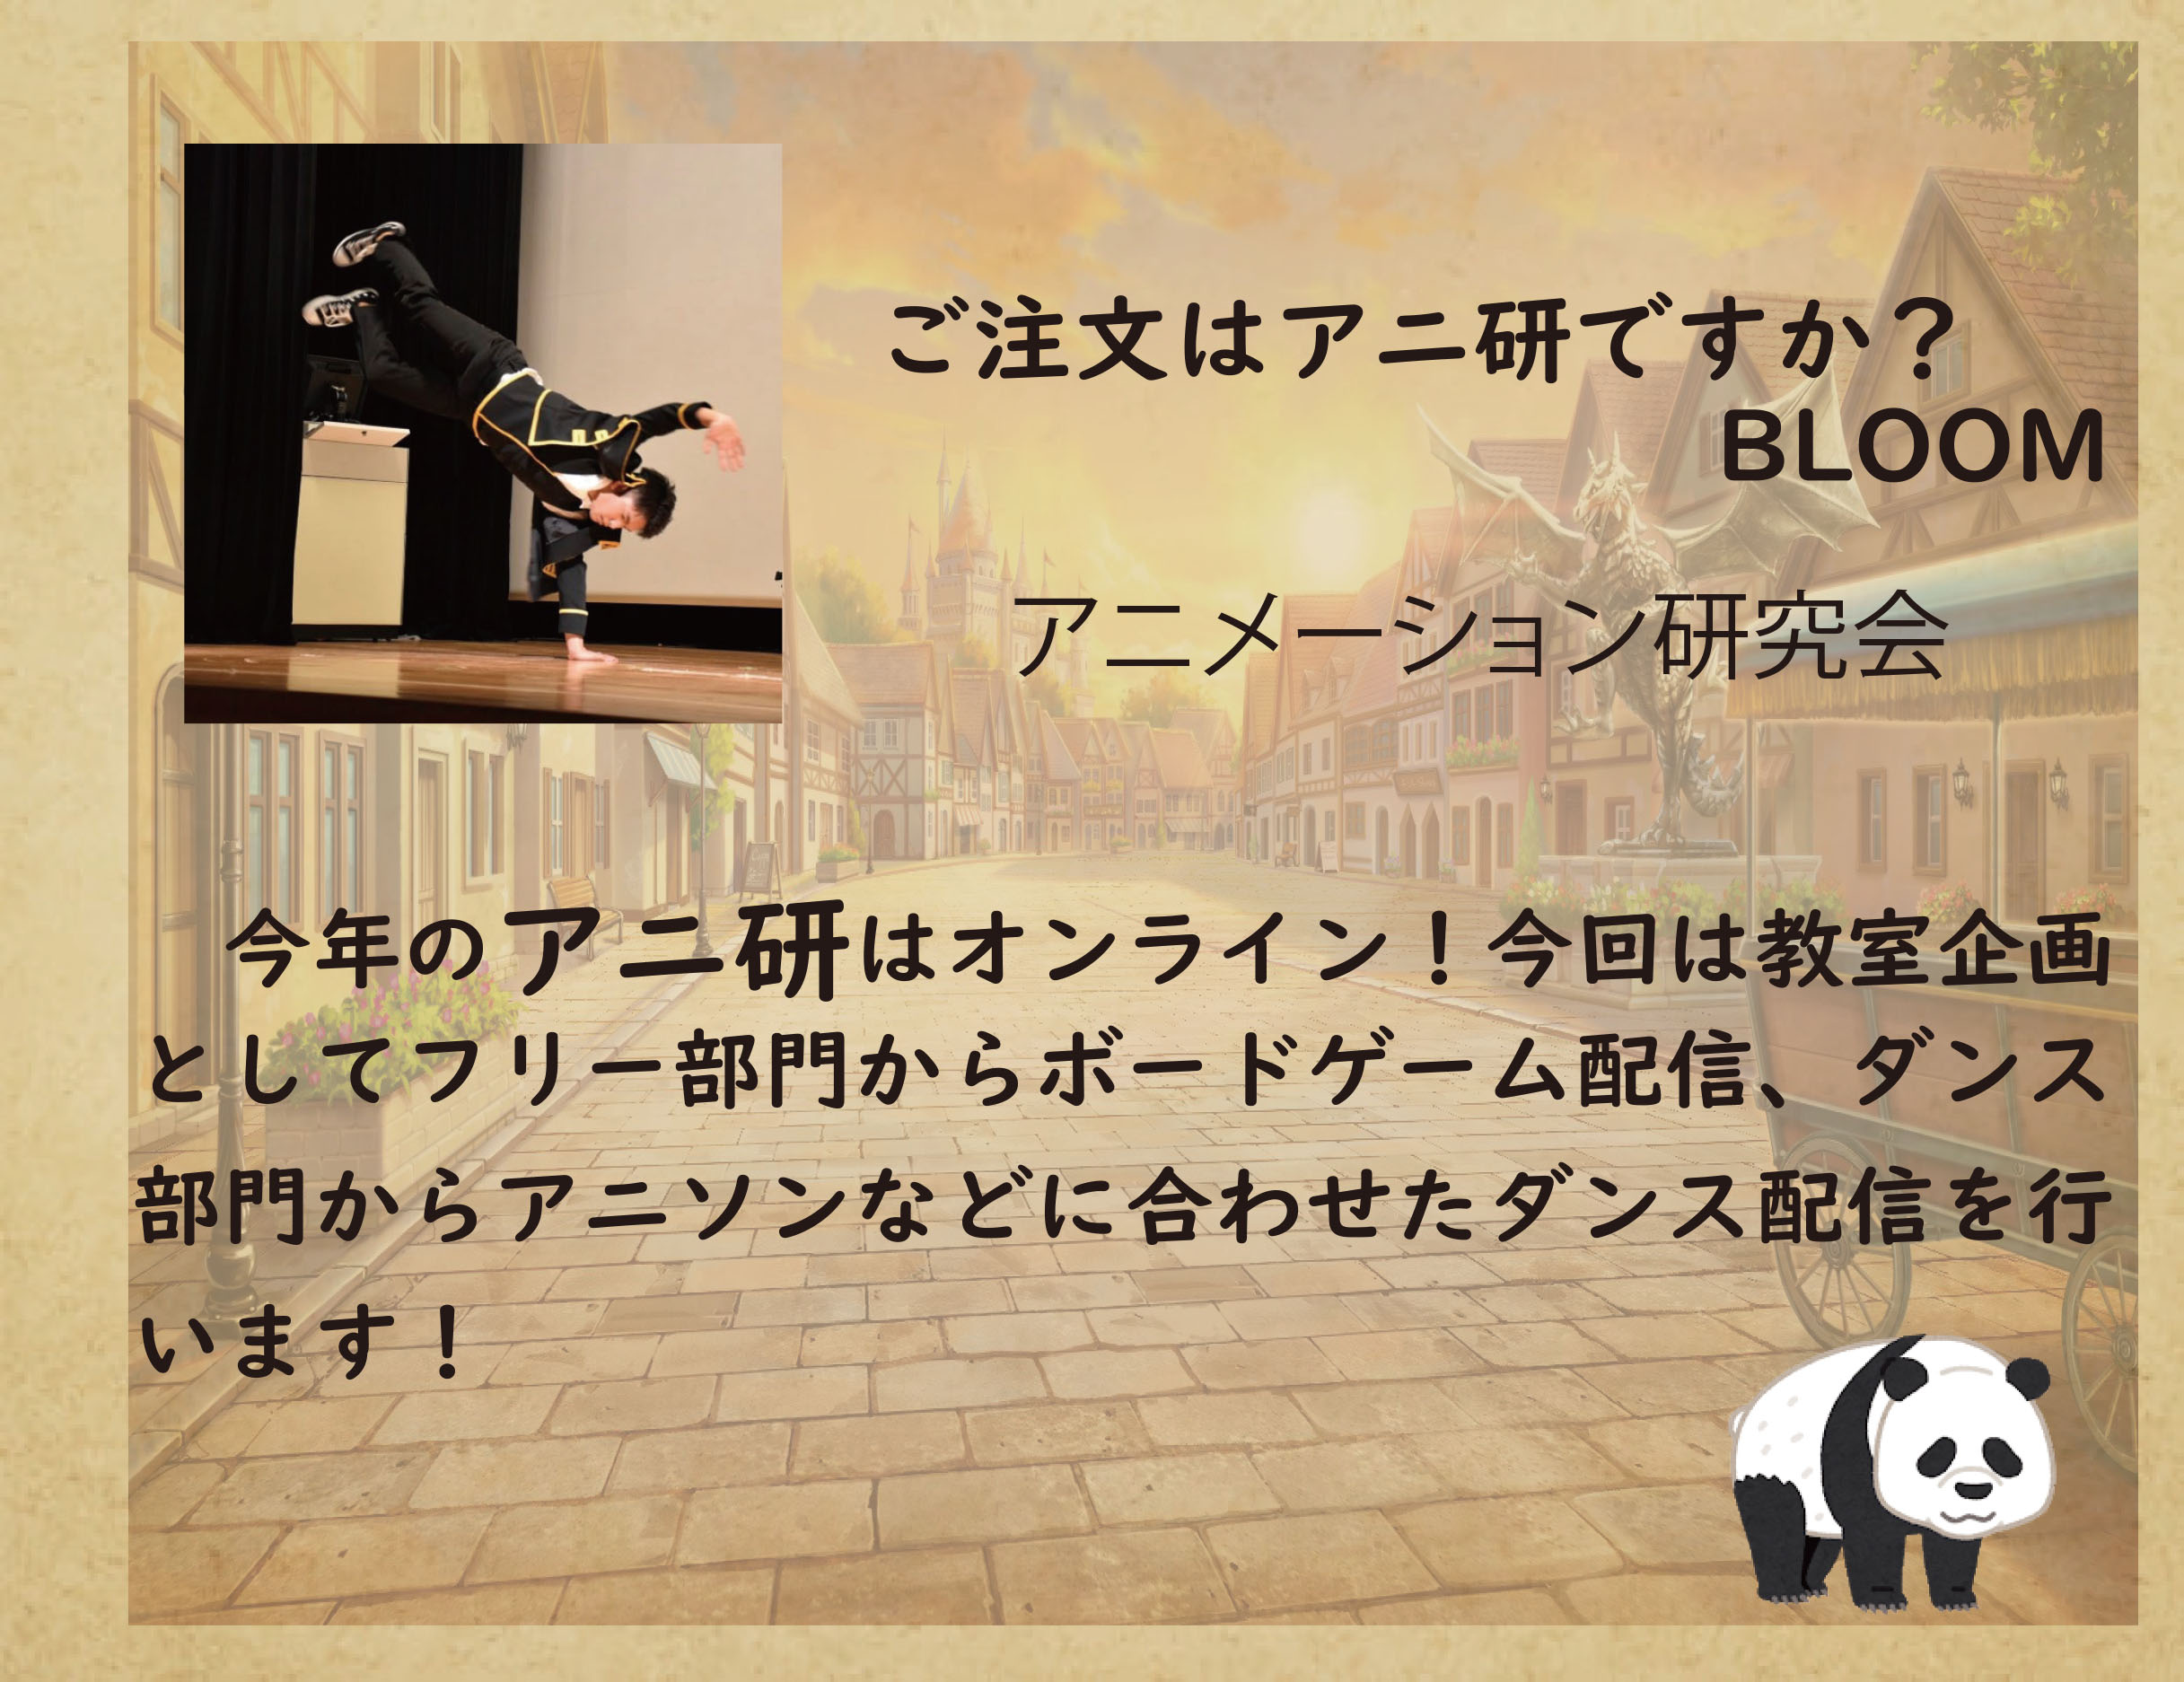 ご注文はアニ研ですか？
BLOOM
アニメーション研究会
今年のアニ研はオンライン！今回は教室企画
としてフリー部門からボードゲーム配信、ダンス
部門からアニソンなどに合わせたダンス配信を行
います！